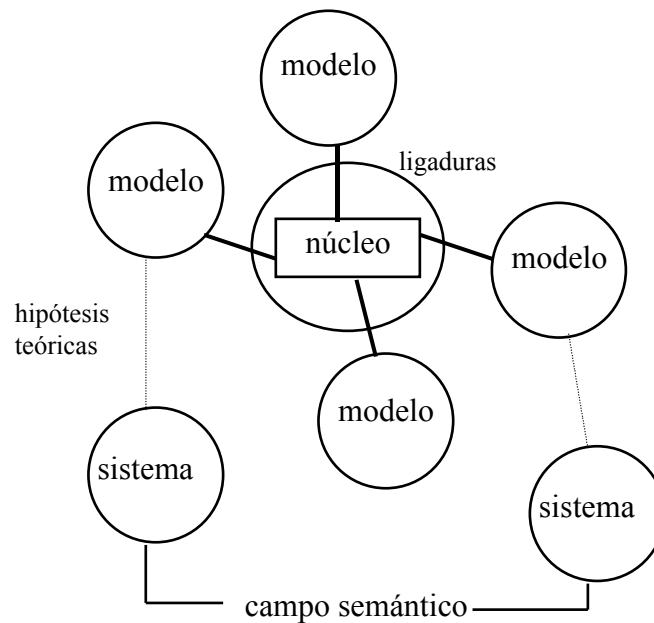 modelo
ligaduras
modelo
núcleo
modelo
hipótesis
teóricas
modelo
sistema
sistema
campo semántico